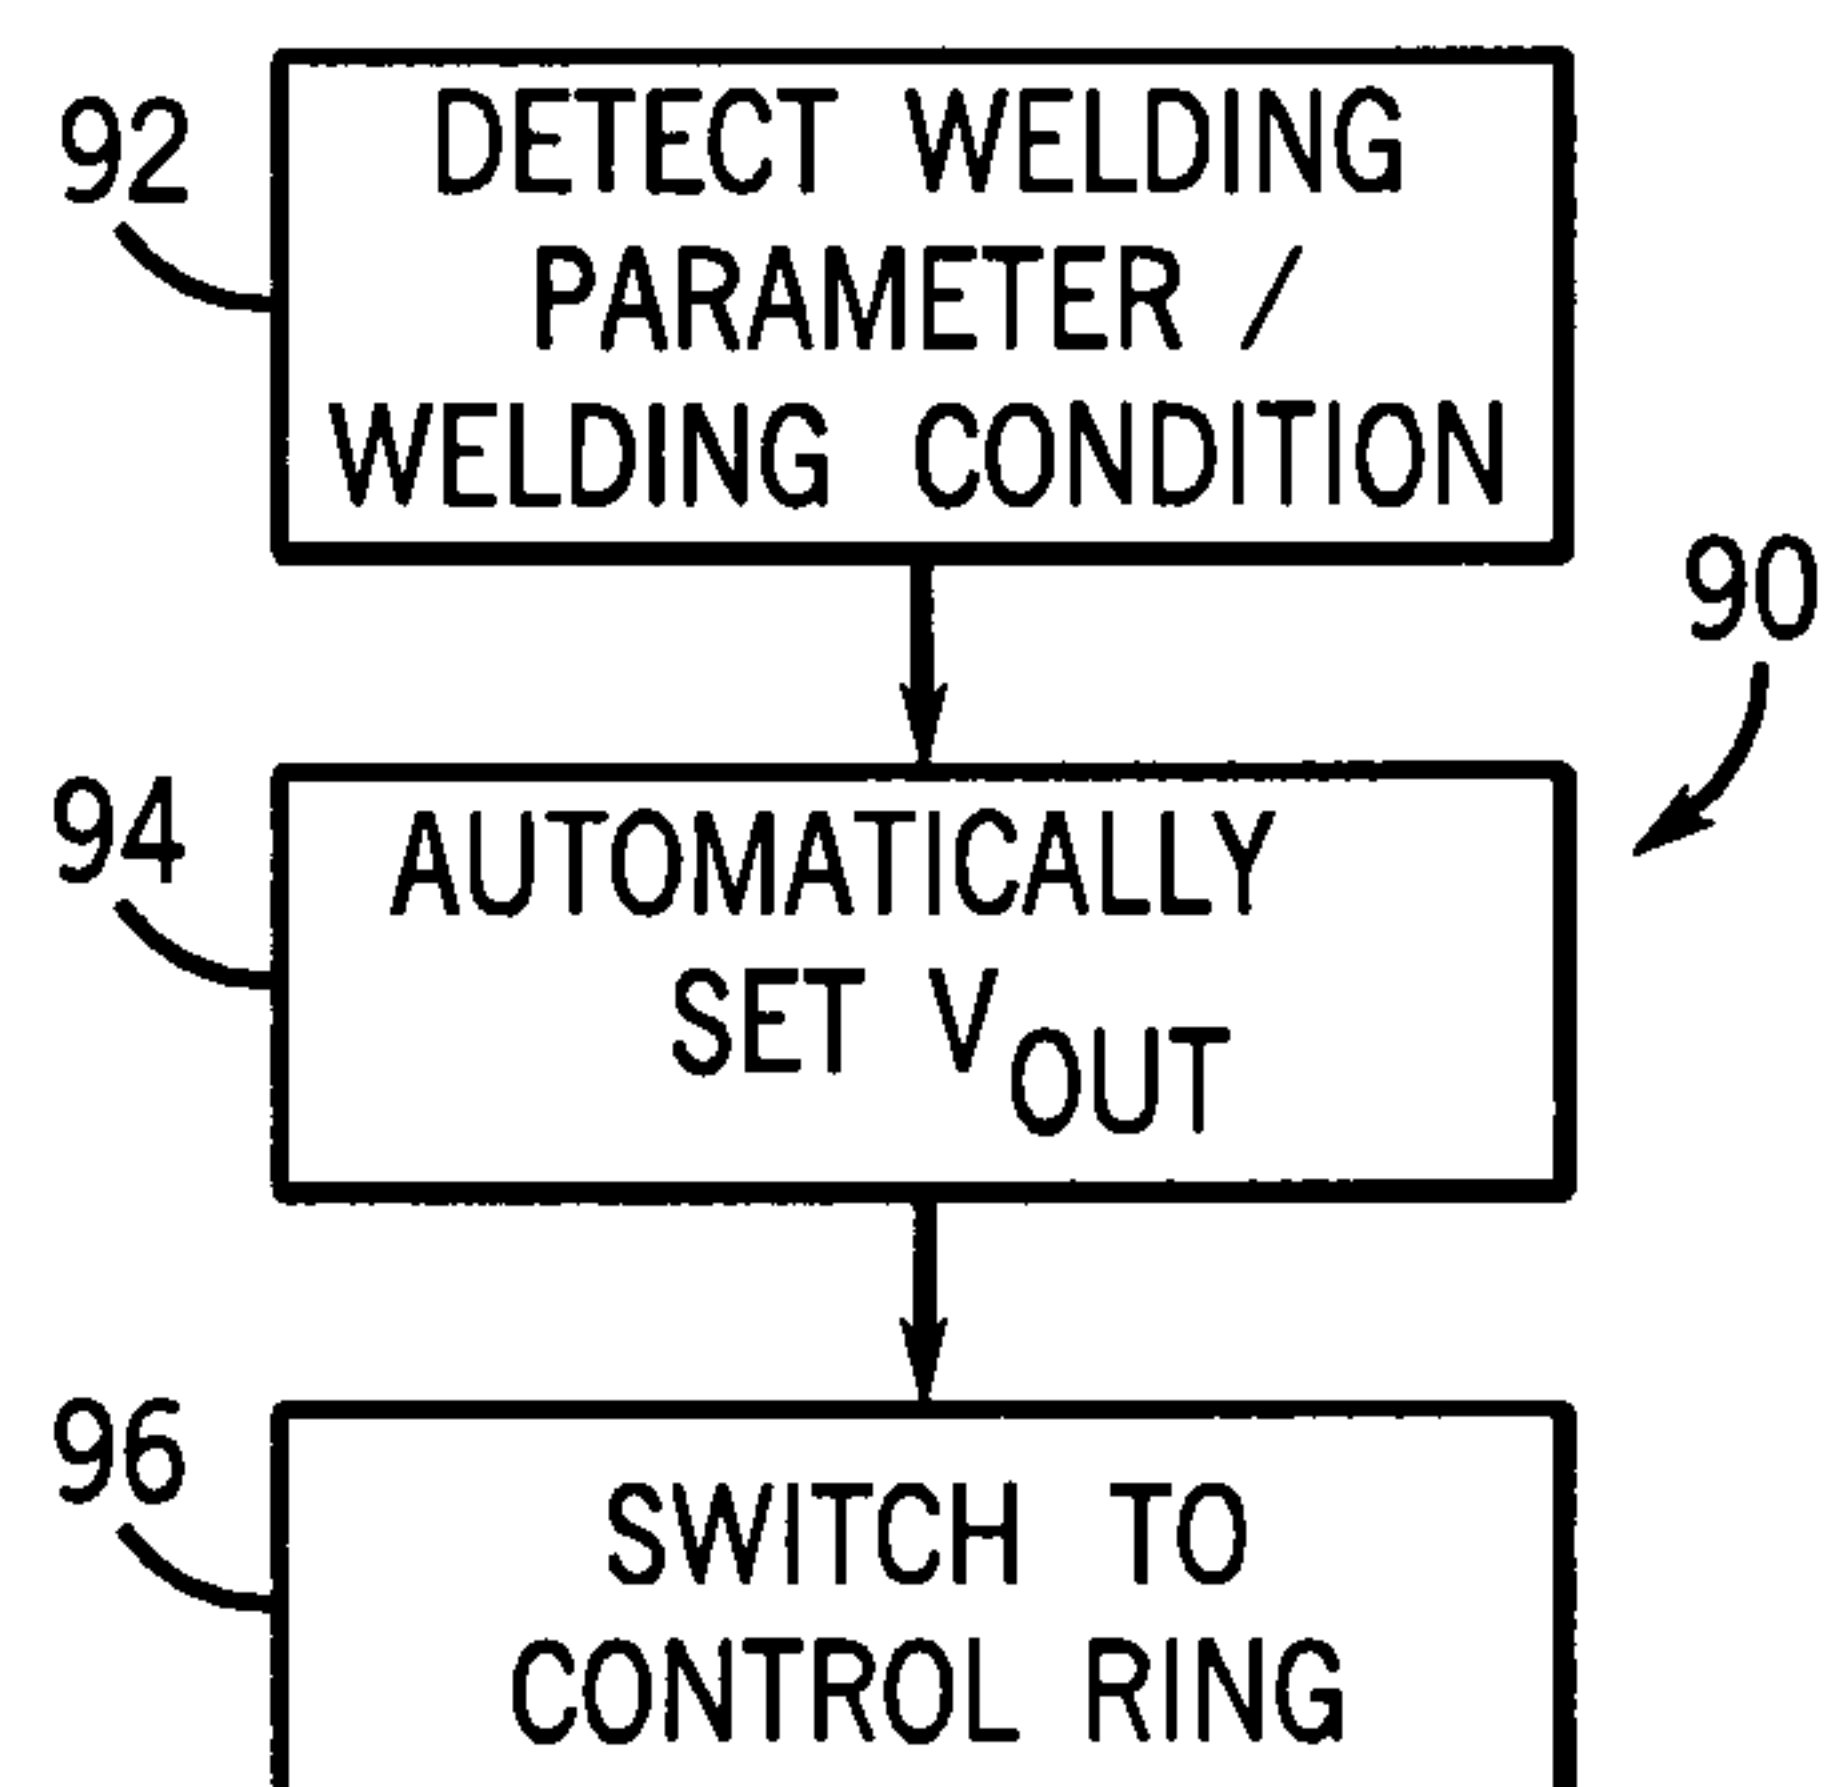 92
DETECT WELDING
PARAMETER /
WELDING CONDITION
90
94
AUTOMATICALLY
SET VOUT
96
SWITCH TO
CONTROL RING